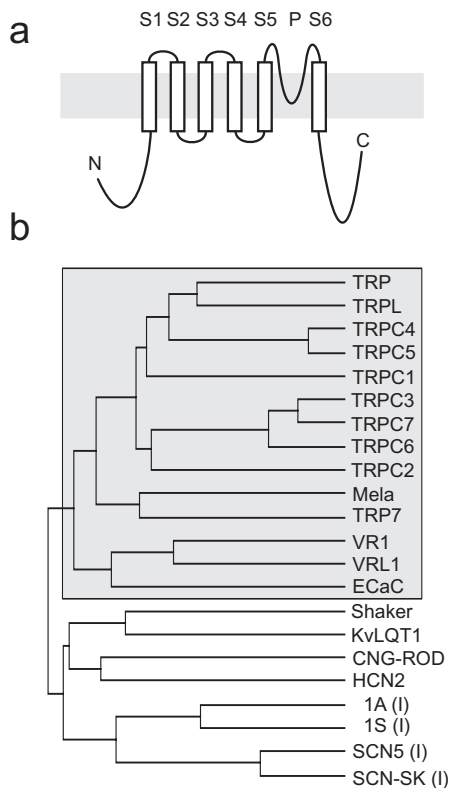 a
S1 S2 S3 S4 S5 P S6
N
C
b
TRP
TRPL
TRPC4
TRPC5
TRPC1
TRPC3
TRPC7
TRPC6
TRPC2
Mela
TRP7
VR1
VRL1
ECaC
Shaker
KvLQT1
CNG-ROD
HCN2
1A (I)
1S (I)
SCN5 (I)
SCN-SK (I)